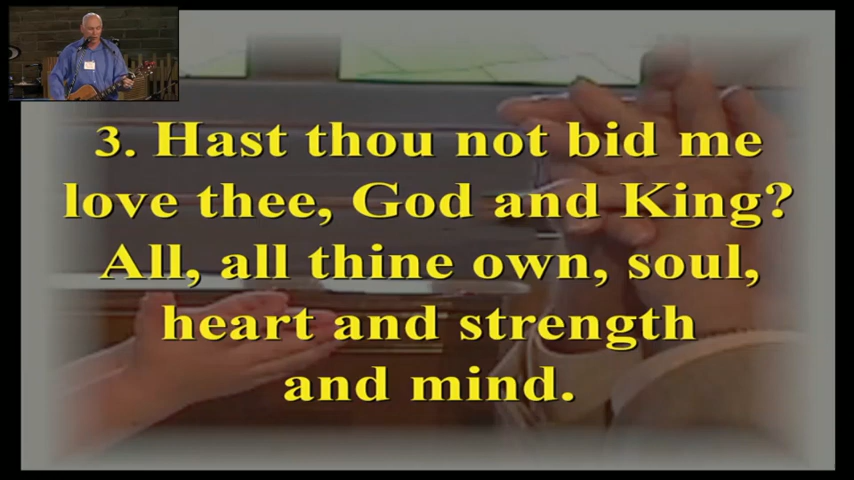 3. Hast thou not bid me
love thee, God and King?
All, all thine own, soul,
heart and strength
and mind.